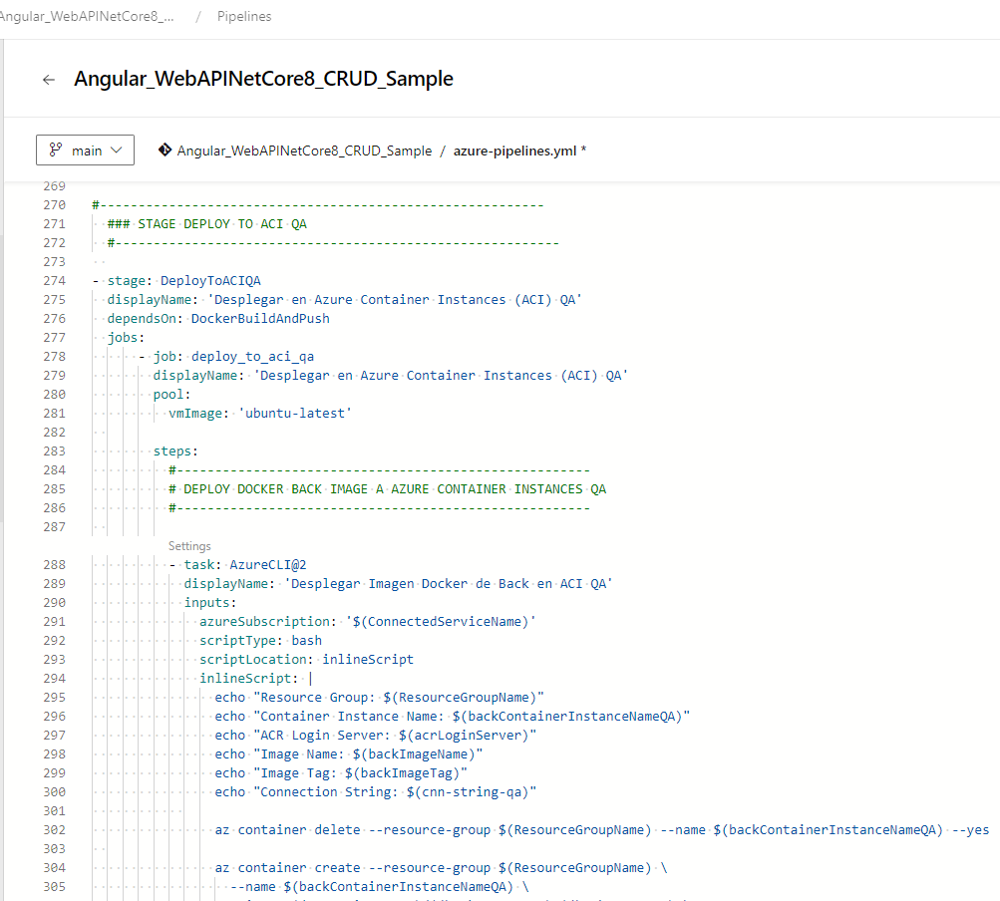 Angular_WebAPINetCore8_... / Pipelines
← Angular_WebAPINetCore8_CRUD_Sample
main Angular_WebAPINetCore8_CRUD_Sample / azure-pipelines.yml *
269
270 #----------------------------------------------------------
271 ### STAGE DEPLOY TO ACI QA
272 #----------------------------------------------------------
273
274 - stage: DeployToACIQA
275 displayName: 'Desplegar en Azure Container Instances (ACI) QA'
276 dependsOn: DockerBuildAndPush
277 jobs:
278 - job: deploy_to_aci_qa
279 displayName: 'Desplegar en Azure Container Instances (ACI) QA'
280 pool:
281 vmImage: 'ubuntu-latest'
282
283 steps:
284 #------------------------------------------------------
285 # DEPLOY DOCKER BACK IMAGE A AZURE CONTAINER INSTANCES QA
286 #------------------------------------------------------
287
Settings
288 - task: AzureCLI@2
289 displayName: 'Desplegar Imagen Docker de Back en ACI QA'
290 inputs:
291 azureSubscription: '$(ConnectedServiceName)'
292 scriptType: bash
293 scriptLocation: inlineScript
294 inlineScript: |
295 echo "Resource Group: $(ResourceGroupName)"
296 echo "Container Instance Name: $(backContainerInstanceNameQA)"
297 echo "ACR Login Server: $(acrLoginServer)"
298 echo "Image Name: $(backImageName)"
299 echo "Image Tag: $(backImageTag)"
300 echo "Connection String: $(cnn-string-qa)"
301
302 az container delete --resource-group $(ResourceGroupName) --name $(backContainerInstanceNameQA) --yes
303
304 az container create --resource-group $(ResourceGroupName) \
305 --name $(backContainerInstanceNameQA) \